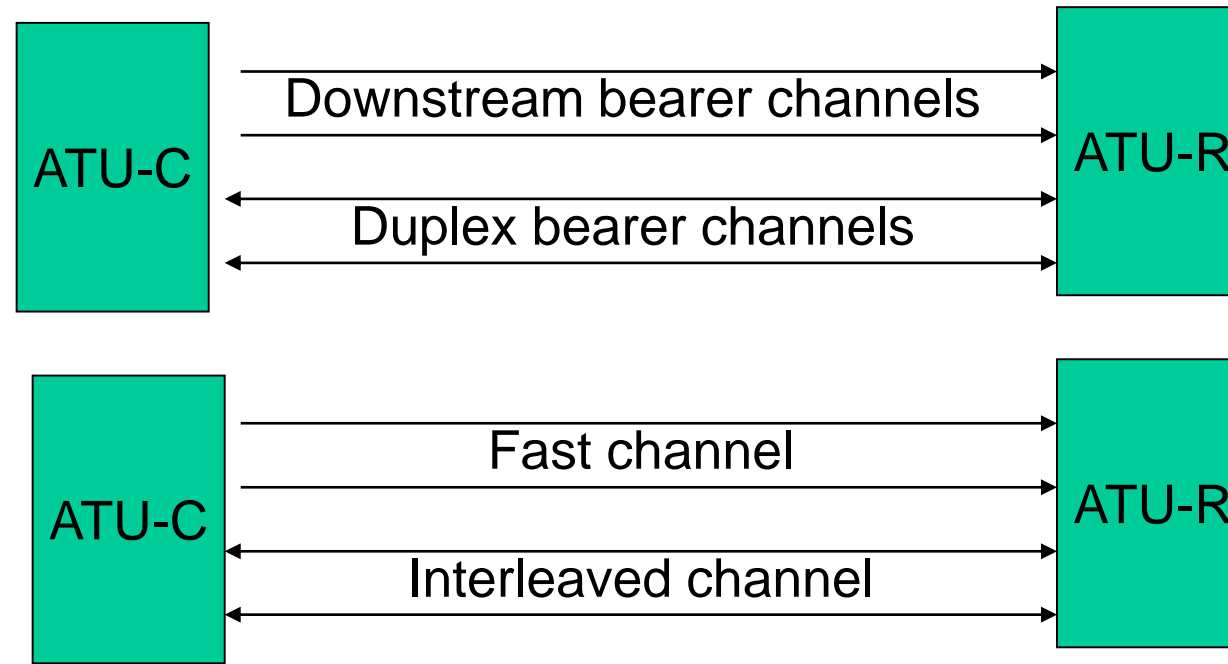 Downstream bearer channels
ATU-C
ATU-R
Duplex bearer channels
Fast channel
ATU-C
ATU-R
Interleaved channel